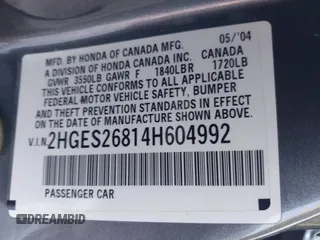 MFD. BY HONDA OF CANADA MFG. 05/'04
A DIVISION OF HONDA CANADA INC. CANADA
GVWR 3550LB GAWR F 1840LB R 1720LB
THIS VEHICLE CONFORMS TO ALL APPLICABLE
FEDERAL MOTOR VEHICLE SAFETY, BUMPER
AND THEFT PREVENTION STANDARDS IN
EFFECT ON THE DATE OF MANUFACTURE
SHOWN ABOVE.
V.I.N. 2HGES26814H604992
PASSENGER CAR
DREAMBID